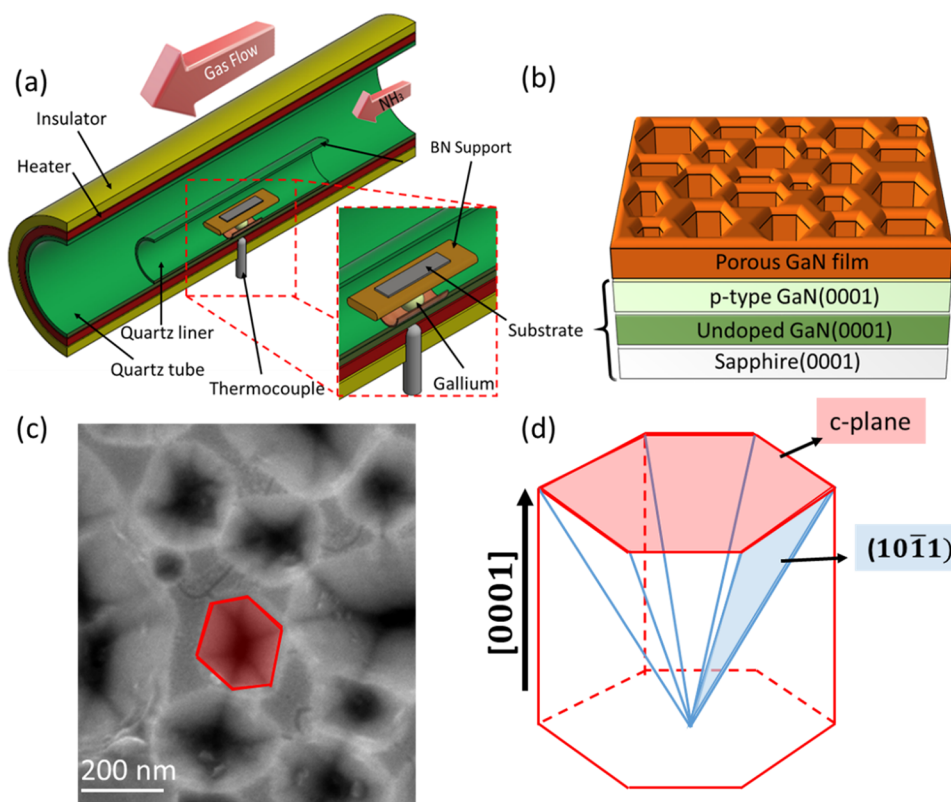 (a)
Gas Flow
NH₃
Insulator
Heater
BN Support
Quartz liner
Quartz tube
Thermocouple
Substrate
Gallium
(b)
Porous GaN film
p-type GaN(0001)
Undoped GaN(0001)
Sapphire(0001)
(c)
200 nm
(d)
c-plane
[0001]
(101̅1)